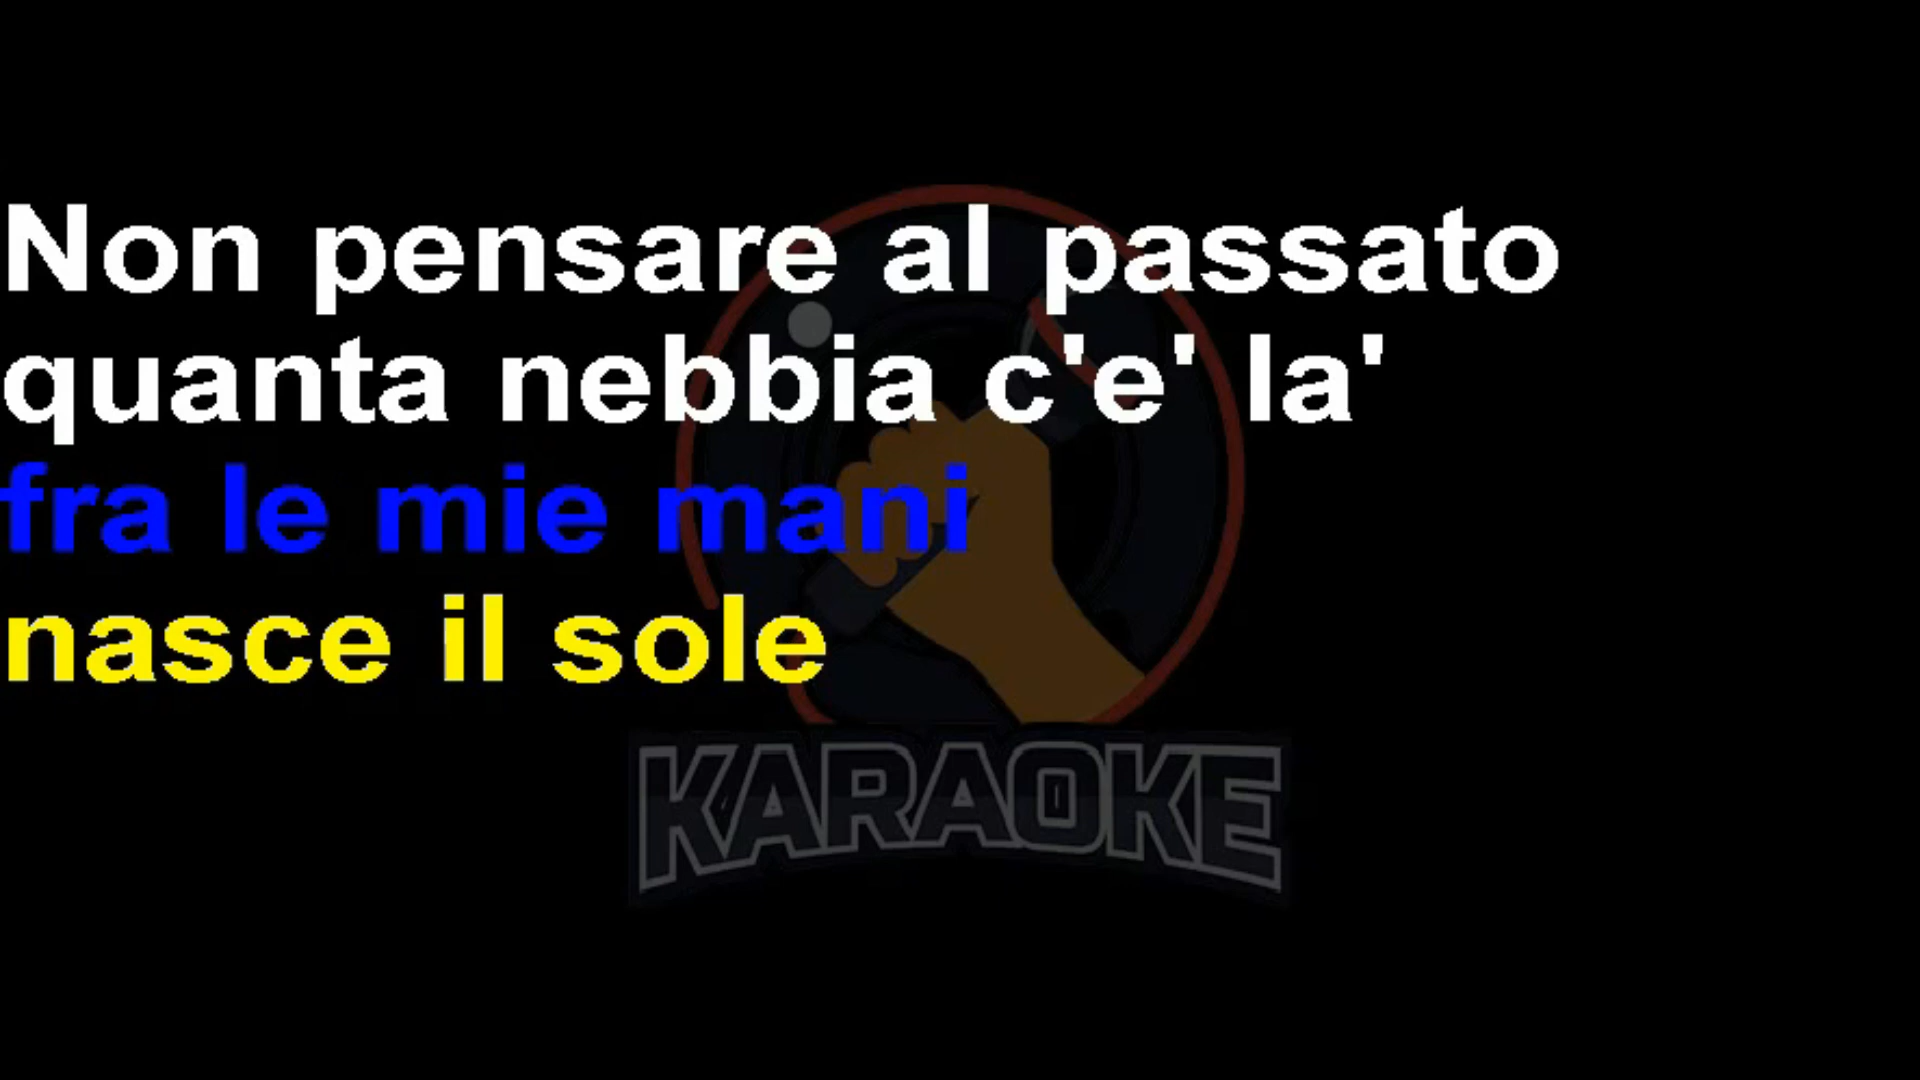 Non pensare al passato
quanta nebbia c'e' la'
fra le mie mani
nasce il sole
KARAOKE